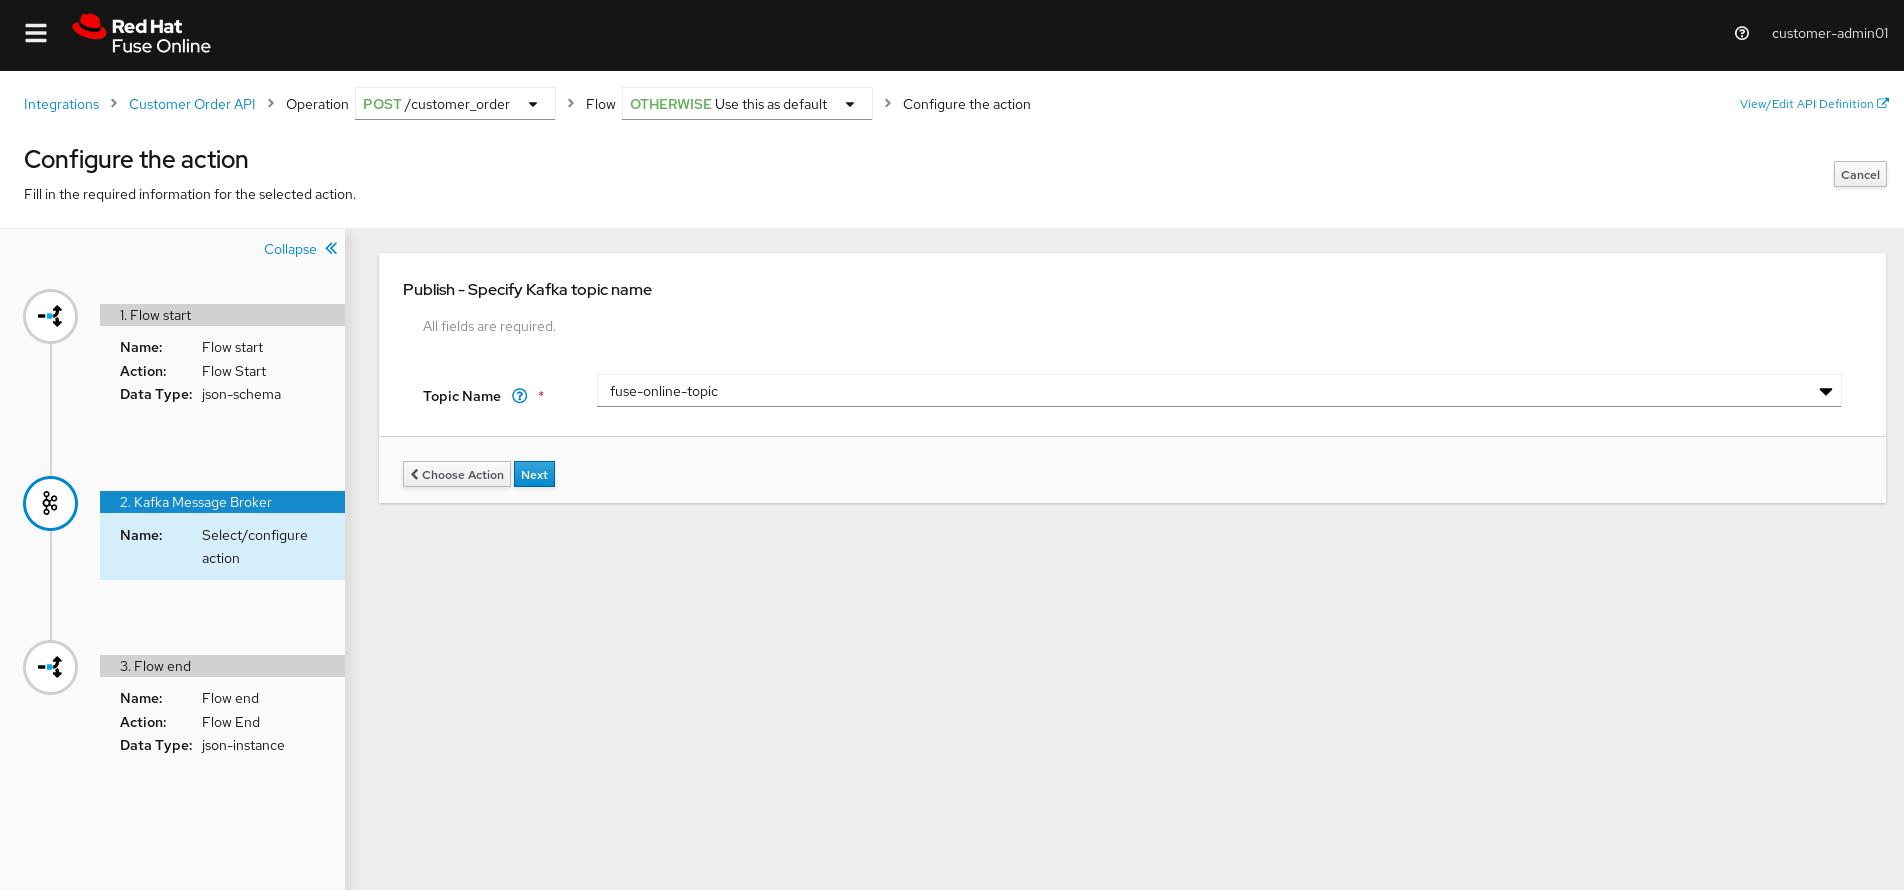 Red Hat
Fuse Online
customer-admin01
Integrations > Customer Order API > Operation POST /customer_order > Flow OTHERWISE Use this as default > Configure the action
View/Edit API Definition
Configure the action
Fill in the required information for the selected action.
Cancel
Collapse
1. Flow start
Name: Flow start
Action: Flow Start
Data Type: json-schema
2. Kafka Message Broker
Name: Select/configure
action
3. Flow end
Name: Flow end
Action: Flow End
Data Type: json-instance
Publish - Specify Kafka topic name
All fields are required.
Topic Name * fuse-online-topic
Choose Action Next